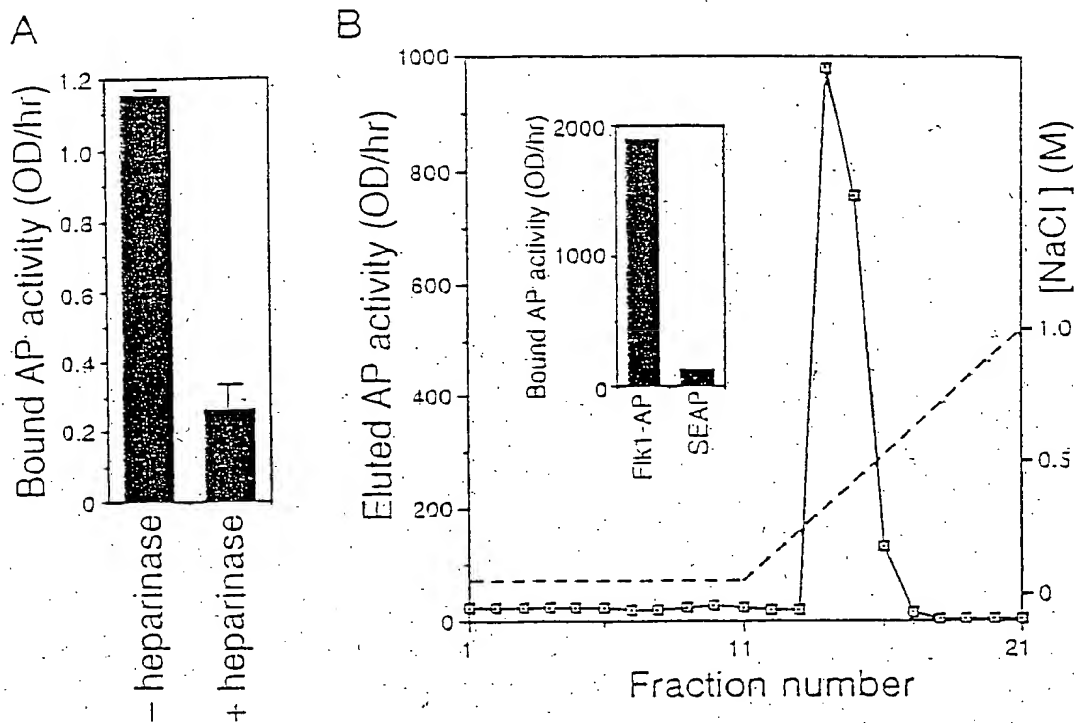 A
Bound AP activity (OD/hr)
1.2
1.0
0.8
0.6
0.4
0.2
0
− heparinase
+ heparinase
B
Eluted AP activity (OD/hr)
1000
800
600
400
200
0
Bound AP activity (OD/hr)
2000
1000
0
Flk1-AP
SEAP
[NaCl] (M)
1.0
0.5
0
1
11
21
Fraction number